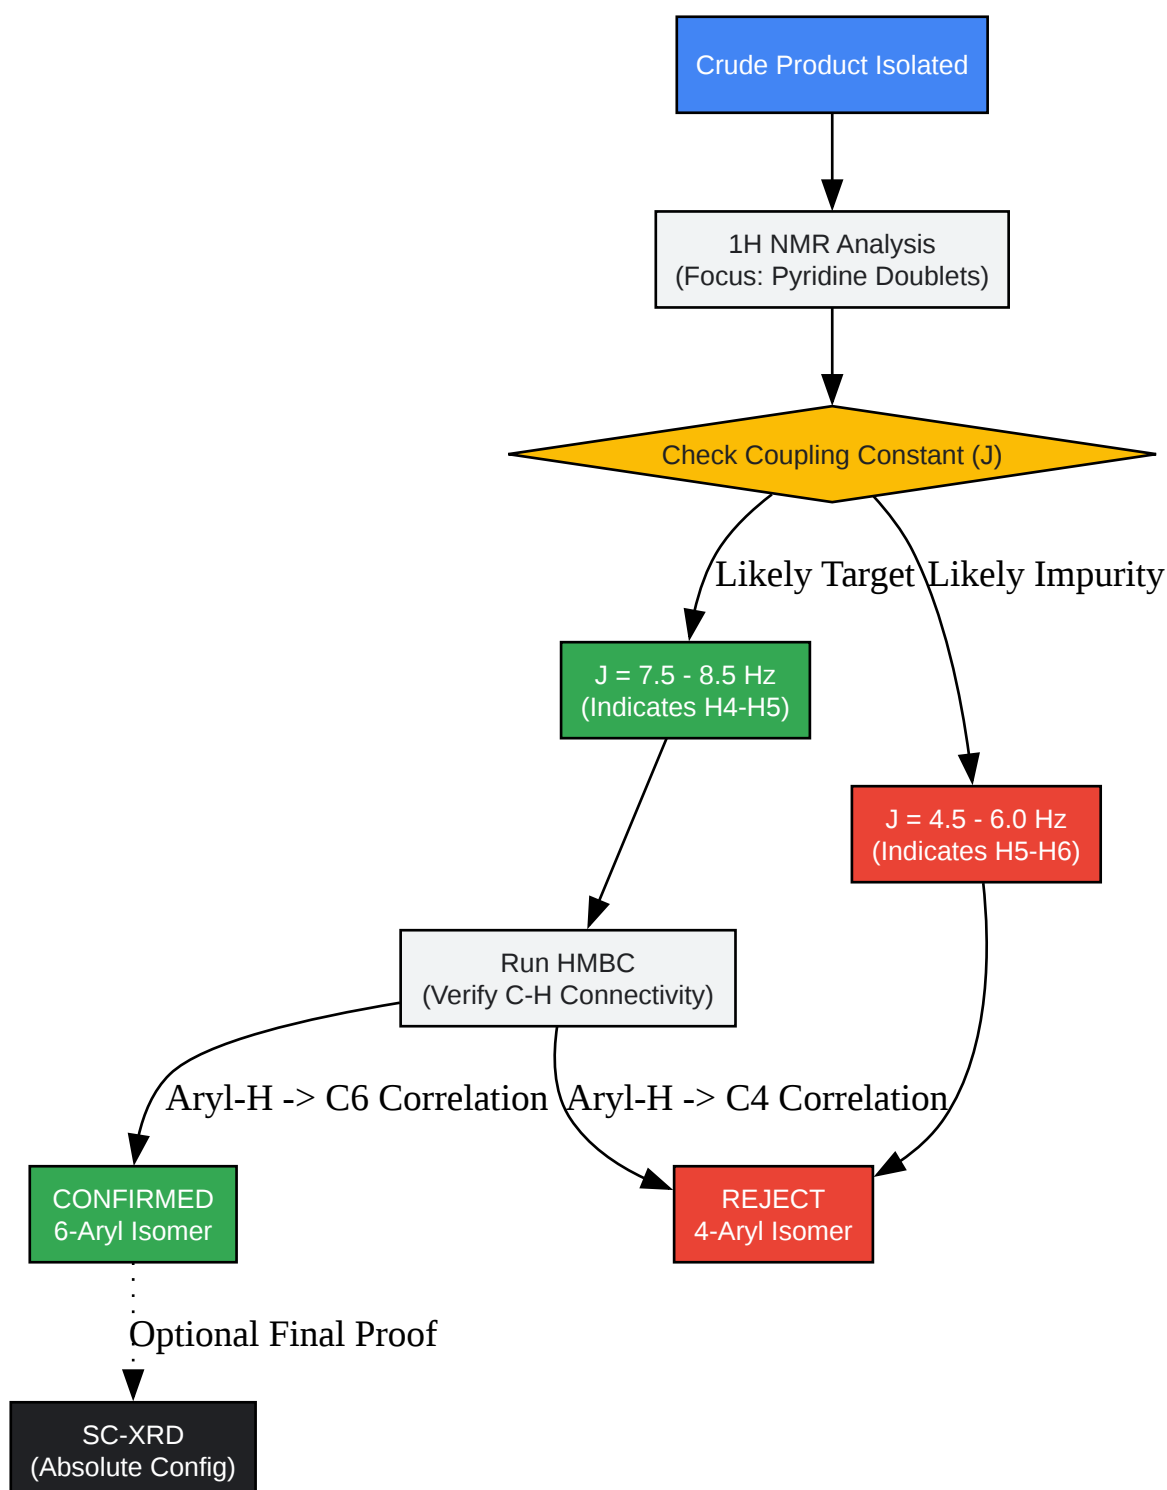 Crude Product Isolated
1H NMR Analysis
(Focus: Pyridine Doublets)
Check Coupling Constant (J)
Likely Target
Likely Impurity
J = 7.5 - 8.5 Hz
(Indicates H4-H5)
J = 4.5 - 6.0 Hz
(Indicates H5-H6)
Run HMBC
(Verify C-H Connectivity)
Aryl-H -> C6 Correlation
Aryl-H -> C4 Correlation
CONFIRMED
6-Aryl Isomer
REJECT
4-Aryl Isomer
Optional Final Proof
SC-XRD
(Absolute Config)